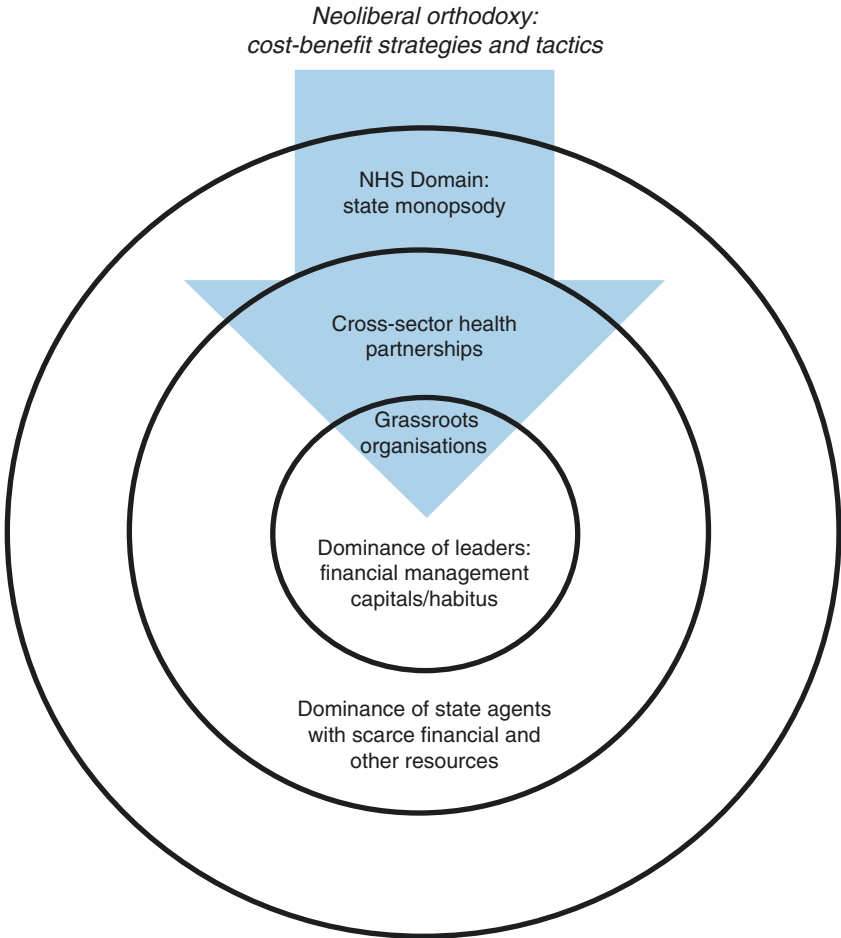 Neoliberal orthodoxy:
cost-benefit strategies and tactics
NHS Domain:
state monopsody
Cross-sector health
partnerships
Grassroots
organisations
Dominance of leaders:
financial management
capitals/habitus
Dominance of state agents
with scarce financial and
other resources